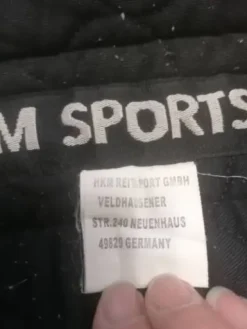 M SPORTS
HKM REITSPORT GMBH
VELDHAUSENER
STR.240 NEUENHAUS
49828 GERMANY